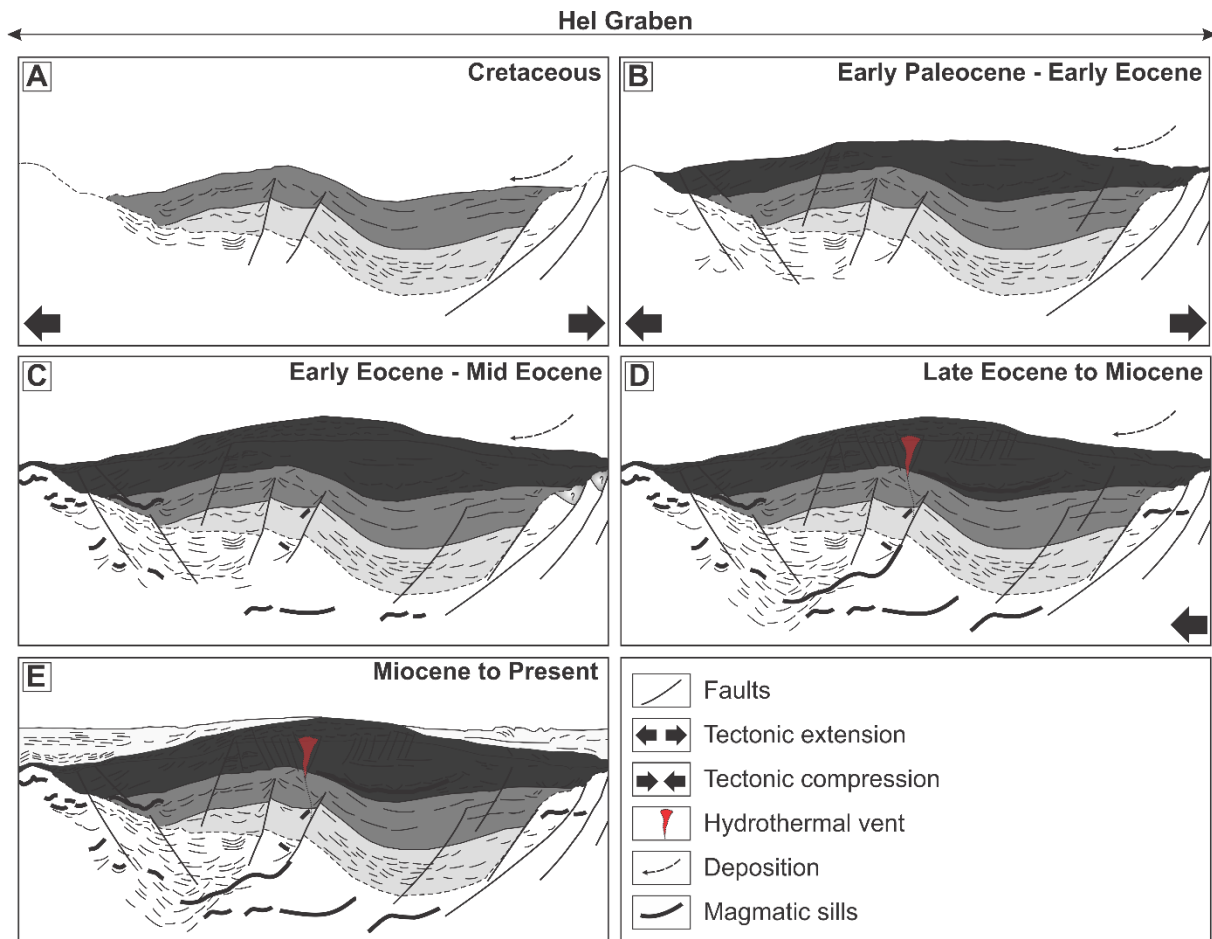 Hel Graben
A
Cretaceous
B
Early Paleocene - Early Eocene
C
Early Eocene - Mid Eocene
?
?
D
Late Eocene to Miocene
E
Miocene to Present
Faults
Tectonic extension
Tectonic compression
Hydrothermal vent
Deposition
Magmatic sills